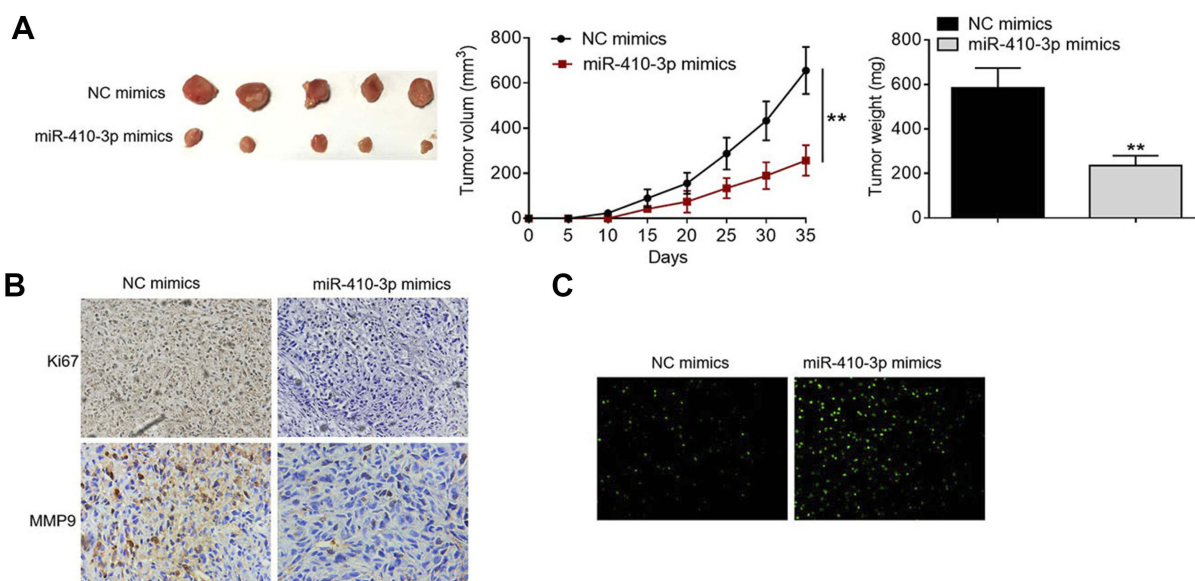 A
NC mimics
miR-410-3p mimics
Tumor volum (mm3)
800
600
400
200
0
NC mimics
miR-410-3p mimics
**
0 5 10 15 20 25 30 35
Days
Tumor weight (mg)
800
600
400
200
0
NC mimics
miR-410-3p mimics
**
B
NC mimics miR-410-3p mimics
Ki67
MMP9
C
NC mimics miR-410-3p mimics